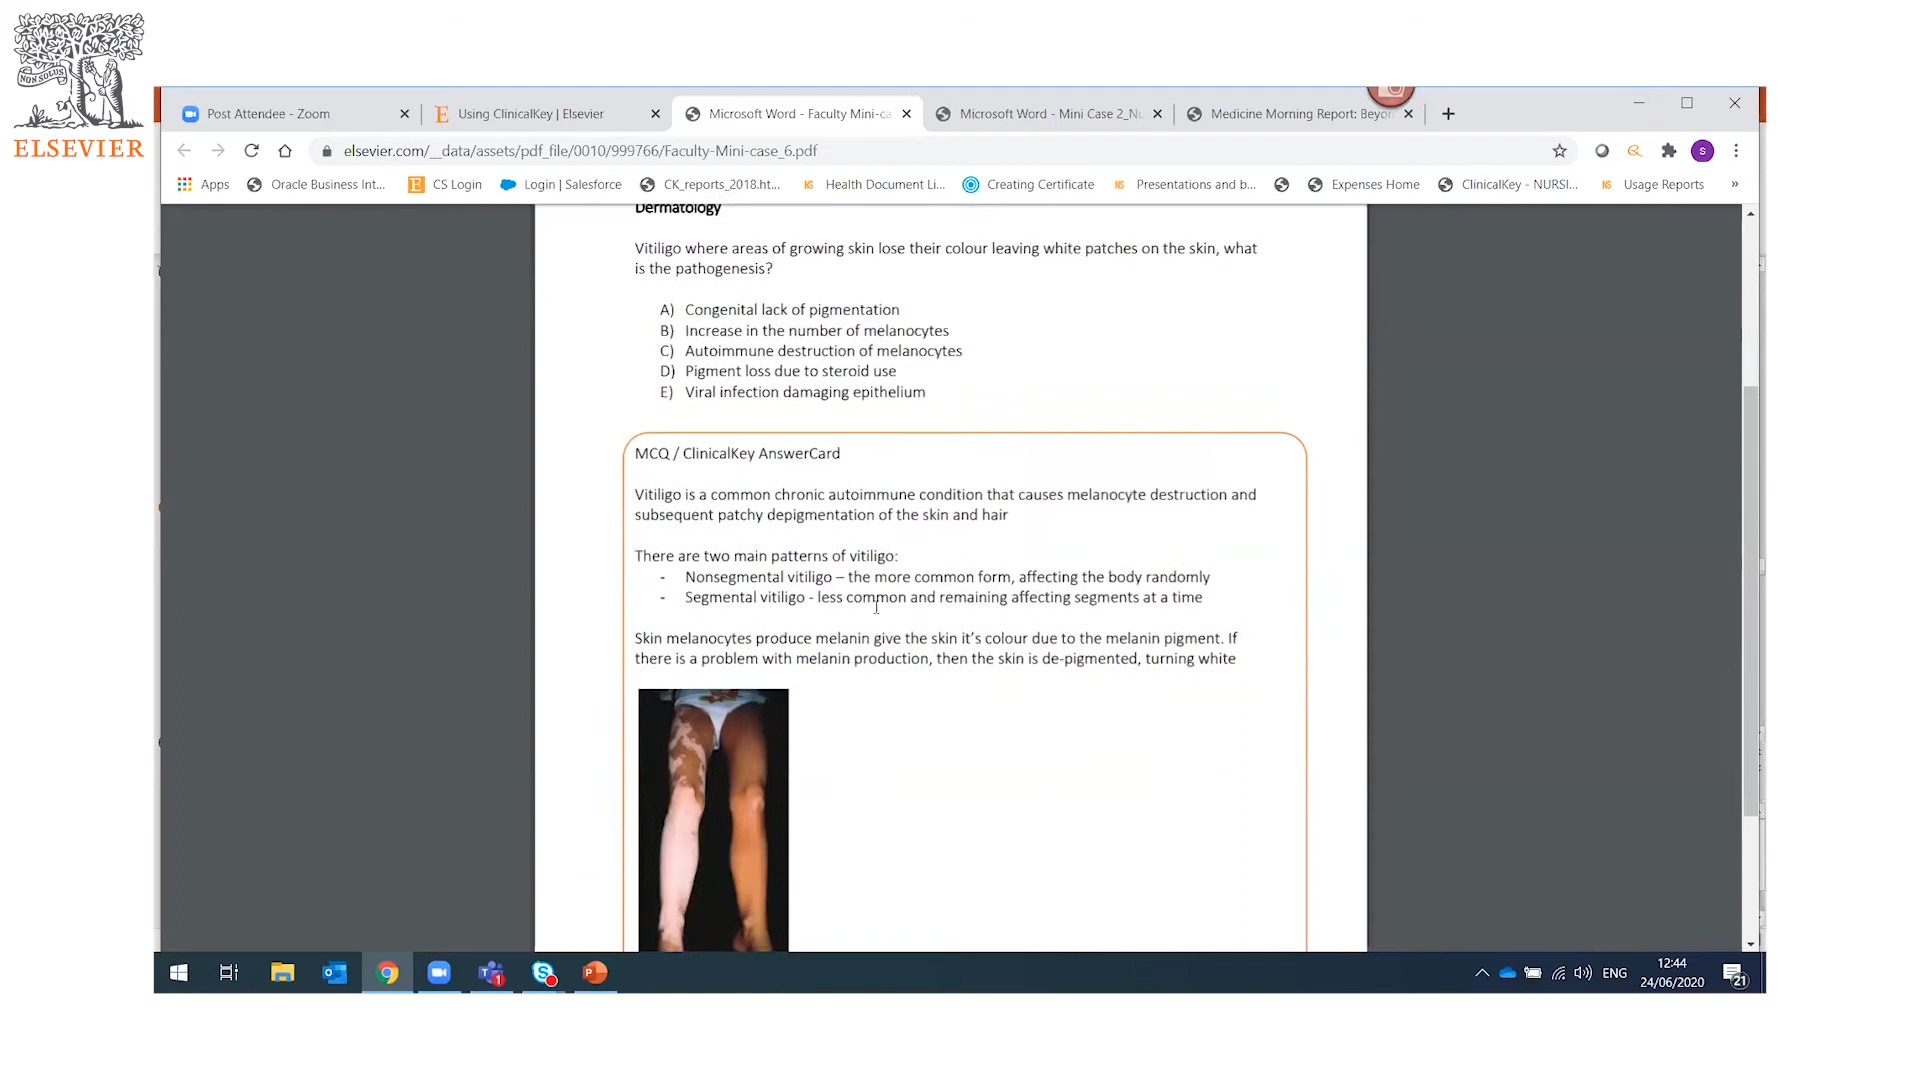 NON SOLUS
ELSEVIER
Post Attendee - Zoom
Using ClinicalKey | Elsevier
Microsoft Word - Faculty Mini-ca
Microsoft Word - Mini Case 2_Nu
Medicine Morning Report: Beyon
elsevier.com/__data/assets/pdf_file/0010/999766/Faculty-Mini-case_6.pdf
S
Apps
Oracle Business Int...
CS Login
Login | Salesforce
CK_reports_2018.ht...
Health Document Li...
Creating Certificate
Presentations and b...
Expenses Home
ClinicalKey - NURSI...
Usage Reports
»
Dermatology
Vitiligo where areas of growing skin lose their colour leaving white patches on the skin, what
is the pathogenesis?
A) Congenital lack of pigmentation
B) Increase in the number of melanocytes
C) Autoimmune destruction of melanocytes
D) Pigment loss due to steroid use
E) Viral infection damaging epithelium
MCQ / ClinicalKey AnswerCard
Vitiligo is a common chronic autoimmune condition that causes melanocyte destruction and
subsequent patchy depigmentation of the skin and hair
There are two main patterns of vitiligo:
- Nonsegmental vitiligo – the more common form, affecting the body randomly
- Segmental vitiligo - less common and remaining affecting segments at a time
Skin melanocytes produce melanin give the skin it's colour due to the melanin pigment. If
there is a problem with melanin production, then the skin is de-pigmented, turning white
ENG
12:44
24/06/2020
21